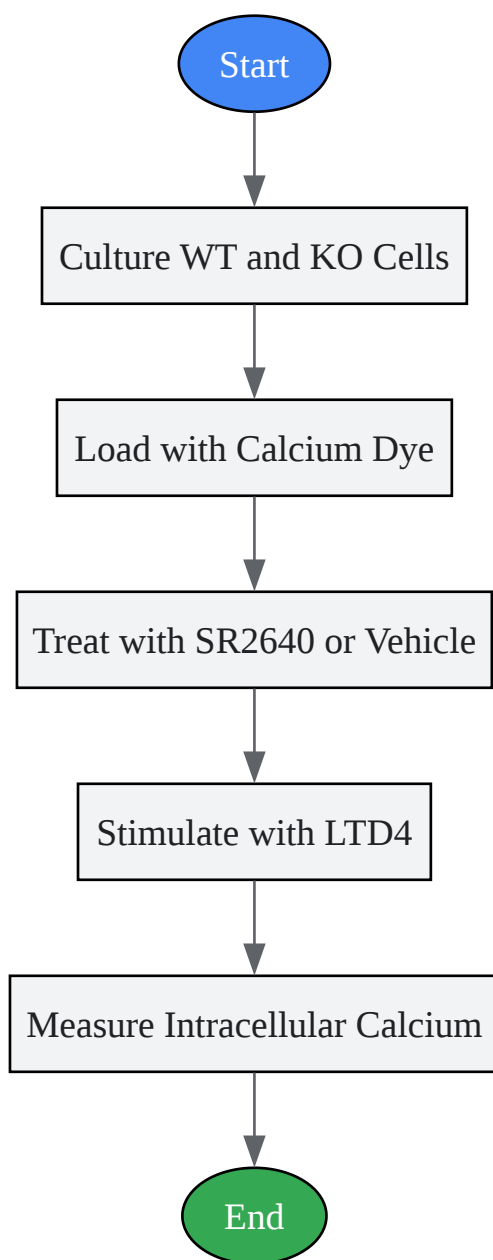 Start
Culture WT and KO Cells
Load with Calcium Dye
Treat with SR2640 or Vehicle
Stimulate with LTD4
Measure Intracellular Calcium
End